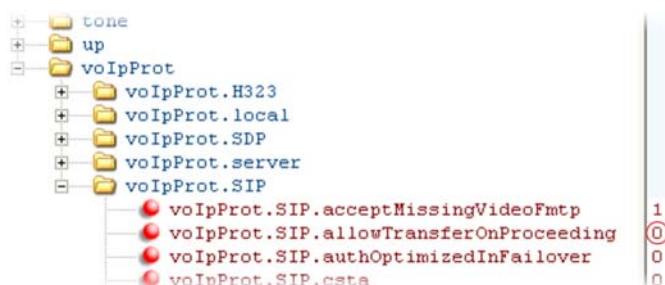 tone
up
voIpProt
voIpProt.H323
voIpProt.local
voIpProt.SDP
voIpProt.server
voIpProt.SIP
voIpProt.SIP.acceptMissingVideoFmtp 1
voIpProt.SIP.allowTransferOnProceeding 0
voIpProt.SIP.authOptimizedInFailover 0
voIpProt.SIP.csta 0